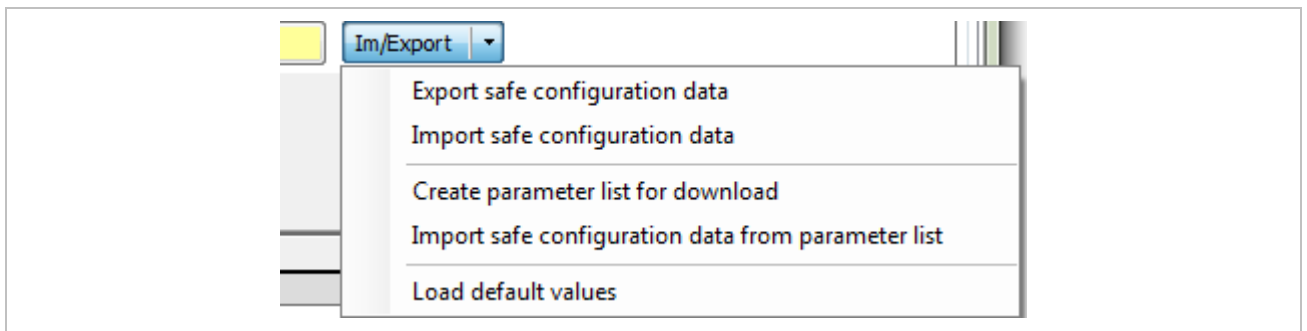 Im/Export
Export safe configuration data
Import safe configuration data
Create parameter list for download
Import safe configuration data from parameter list
Load default values